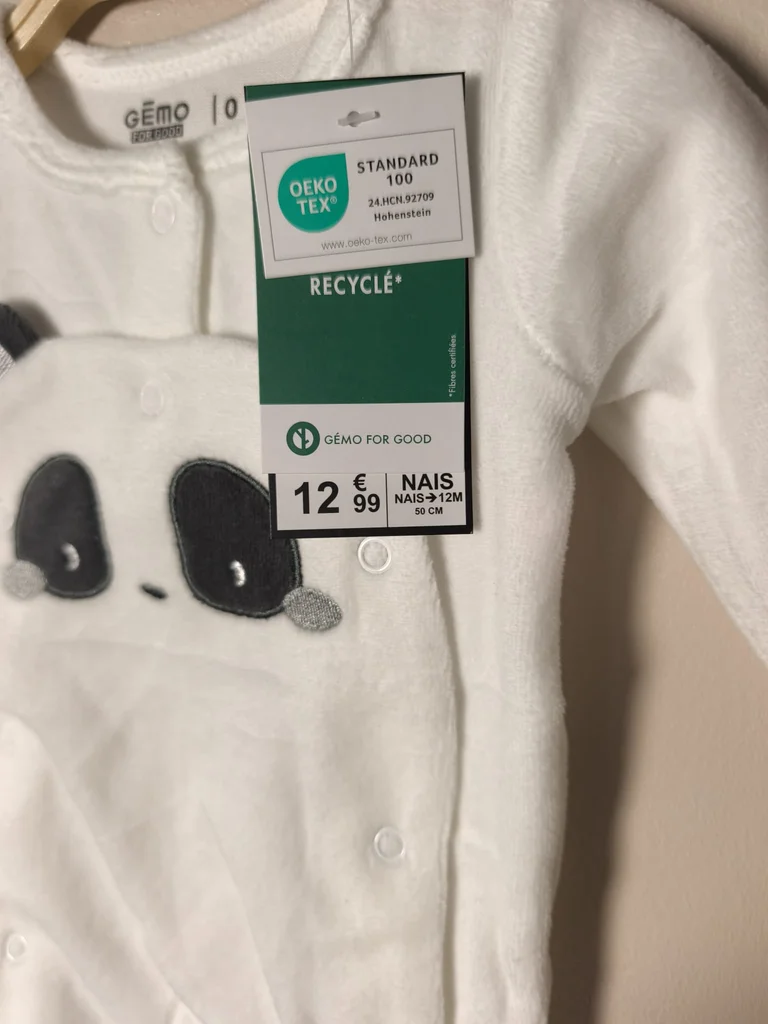 GĒMO
FOR GOOD
0
OEKO
TEX®
STANDARD
100
24.HCN.92709
Hohenstein
www.oeko-tex.com
RECYCLÉ*
*Fibres certifiées
GÉMO FOR GOOD
12 €99
NAIS
NAIS→12M
50 CM